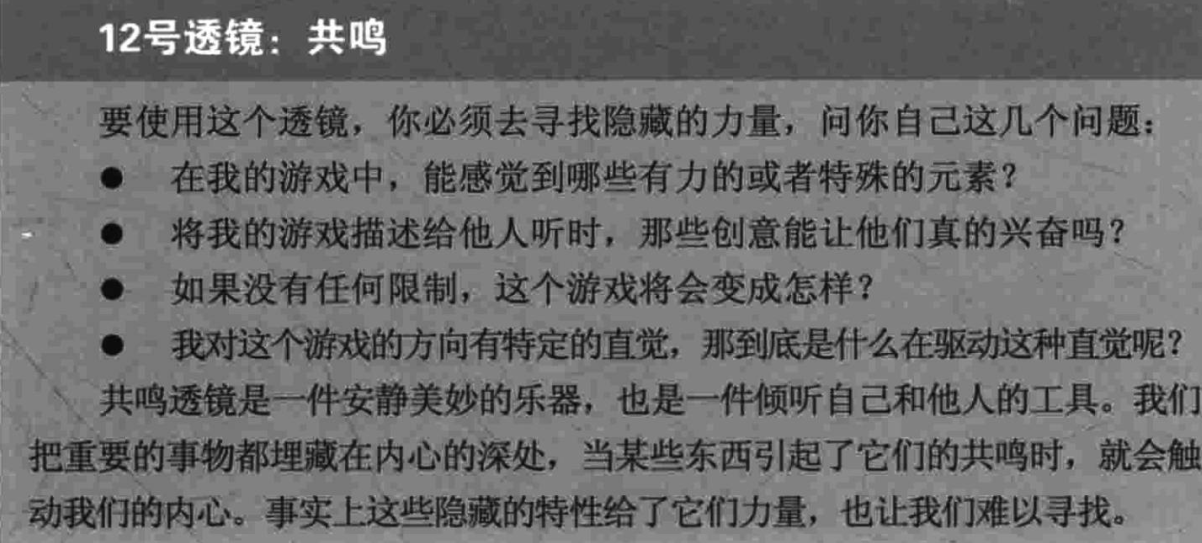 12号透镜：共鸣
要使用这个透镜，你必须去寻找隐藏的力量，问你自己这几个问题：
● 在我的游戏中，能感觉到哪些有力的或者特殊的元素？
● 将我的游戏描述给他人听时，那些创意能让他们真的兴奋吗？
● 如果没有任何限制，这个游戏将会变成怎样？
● 我对这个游戏的方向有特定的直觉，那到底是什么在驱动这种直觉呢？
共鸣透镜是一件安静美妙的乐器，也是一件倾听自己和他人的工具。我们
把重要的事物都埋藏在内心的深处，当某些东西引起了它们的共鸣时，就会触
动我们的内心。事实上这些隐藏的特性给了它们力量，也让我们难以寻找。